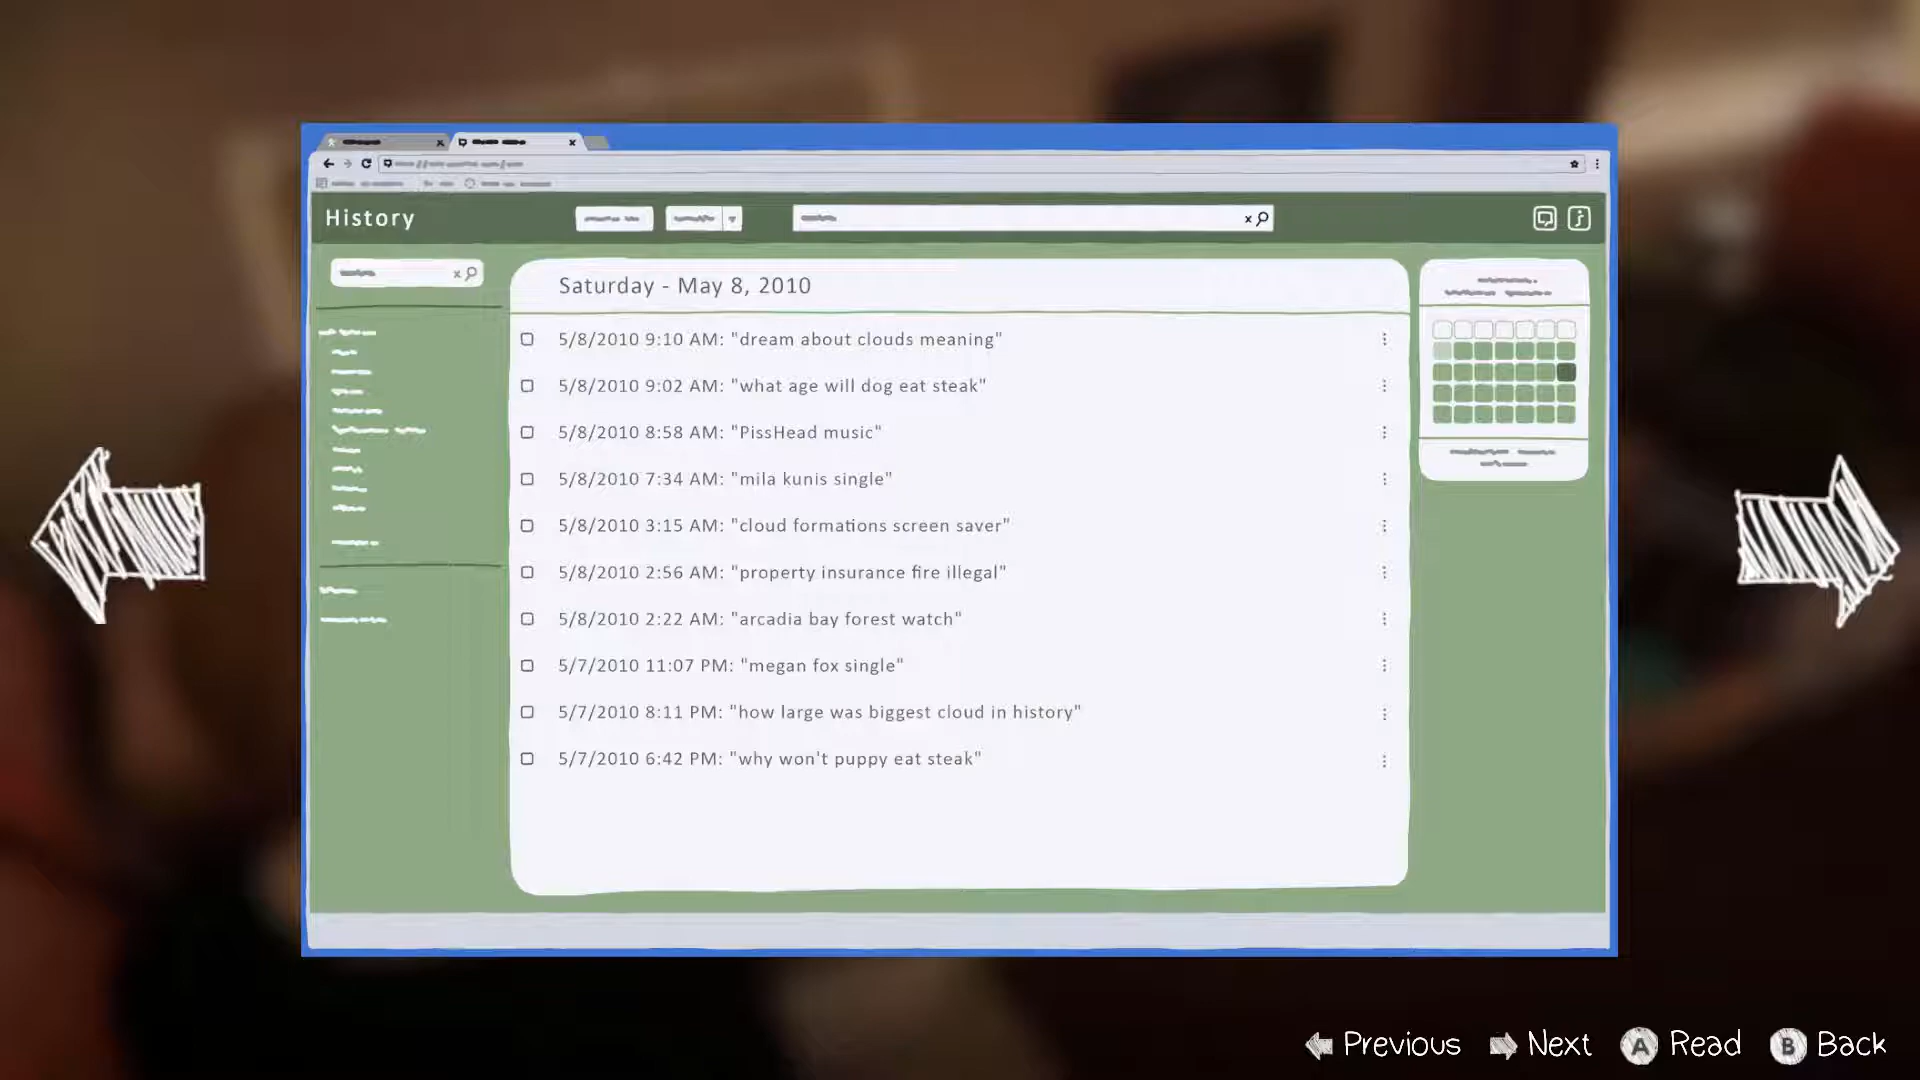 History
Saturday - May 8, 2010
5/8/2010 9:10 AM: "dream about clouds meaning"
5/8/2010 9:02 AM: "what age will dog eat steak"
5/8/2010 8:58 AM: "PissHead music"
5/8/2010 7:34 AM: "mila kunis single"
5/8/2010 3:15 AM: "cloud formations screen saver"
5/8/2010 2:56 AM: "property insurance fire illegal"
5/8/2010 2:22 AM: "arcadia bay forest watch"
5/7/2010 11:07 PM: "megan fox single"
5/7/2010 8:11 PM: "how large was biggest cloud in history"
5/7/2010 6:42 PM: "why won't puppy eat steak"
Previous Next A Read B Back